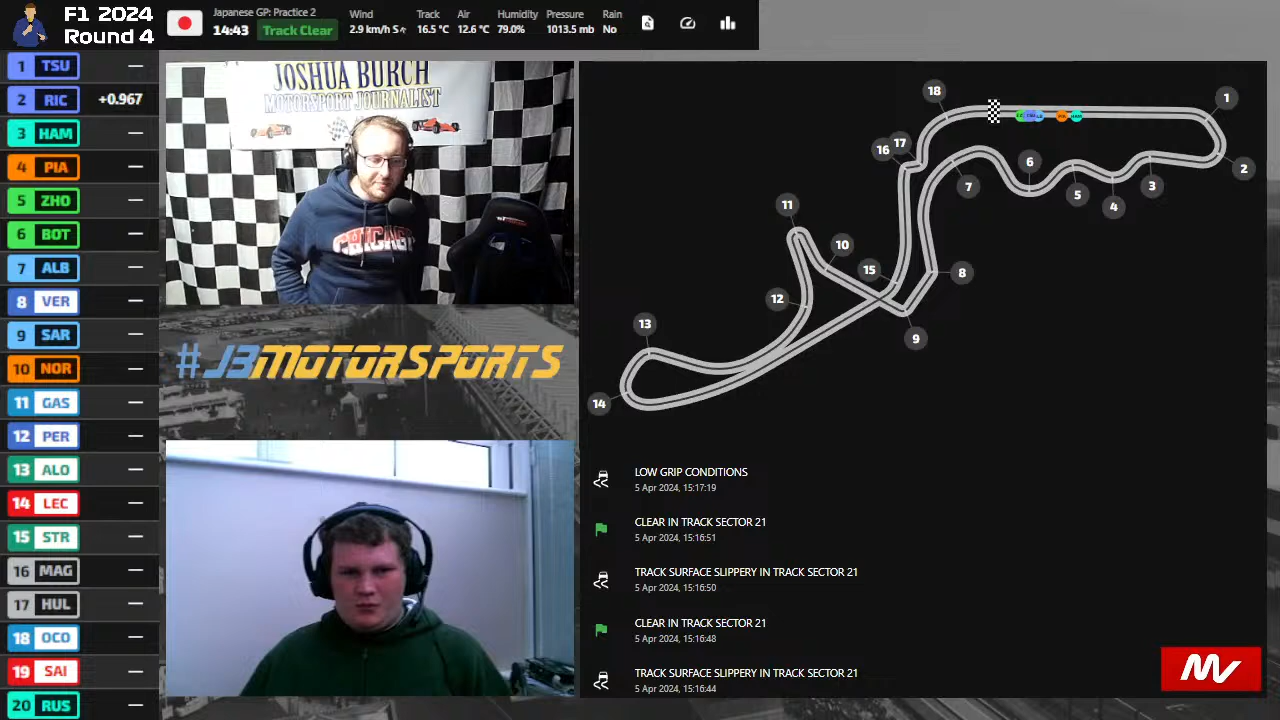 F1 2024
Round 4
Japanese GP: Practice 2
14:43 Track Clear
Wind
2.9 km/h S
Track
16.5 °C
Air
12.6 °C
Humidity
79.0%
Pressure
1013.5 mb
Rain
No
1 TSU —
2 RIC +0.967
3 HAM —
4 PIA —
5 ZHO —
6 BOT —
7 ALB —
8 VER —
9 SAR —
10 NOR —
11 GAS —
12 PER —
13 ALO —
14 LEC —
15 STR —
16 MAG —
17 HUL —
18 OCO —
19 SAI —
20 RUS —
JOSHUA BURCH
MOTORSPORT JOURNALIST
CHICAGO
#JBMOTORSPORTS
18
1
17
16
6
2
7
5
4
3
11
10
15
8
12
9
13
14
PIA
HAM
LOW GRIP CONDITIONS
5 Apr 2024, 15:17:19
CLEAR IN TRACK SECTOR 21
5 Apr 2024, 15:16:51
TRACK SURFACE SLIPPERY IN TRACK SECTOR 21
5 Apr 2024, 15:16:50
CLEAR IN TRACK SECTOR 21
5 Apr 2024, 15:16:48
TRACK SURFACE SLIPPERY IN TRACK SECTOR 21
5 Apr 2024, 15:16:44
MV